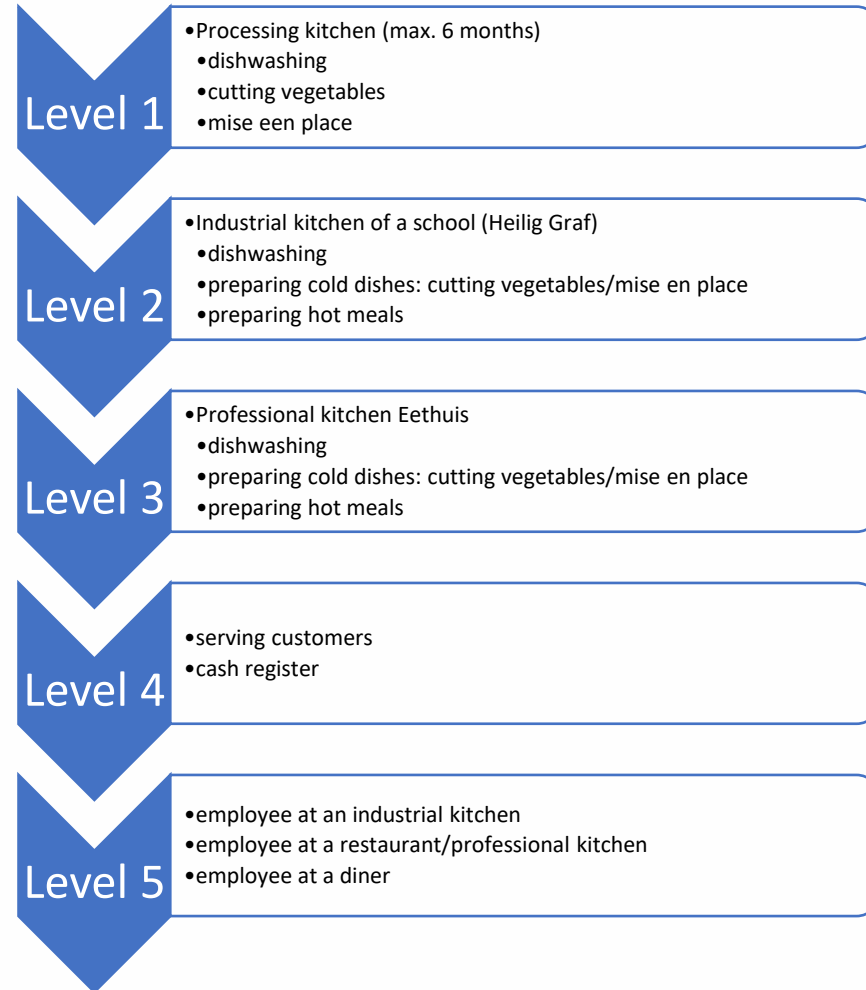 Level 1
•Processing kitchen (max. 6 months)
•dishwashing
•cutting vegetables
•mise een place
Level 2
•Industrial kitchen of a school (Heilig Graf)
•dishwashing
•preparing cold dishes: cutting vegetables/mise en place
•preparing hot meals
Level 3
•Professional kitchen Eethuis
•dishwashing
•preparing cold dishes: cutting vegetables/mise en place
•preparing hot meals
Level 4
•serving customers
•cash register
Level 5
•employee at an industrial kitchen
•employee at a restaurant/professional kitchen
•employee at a diner